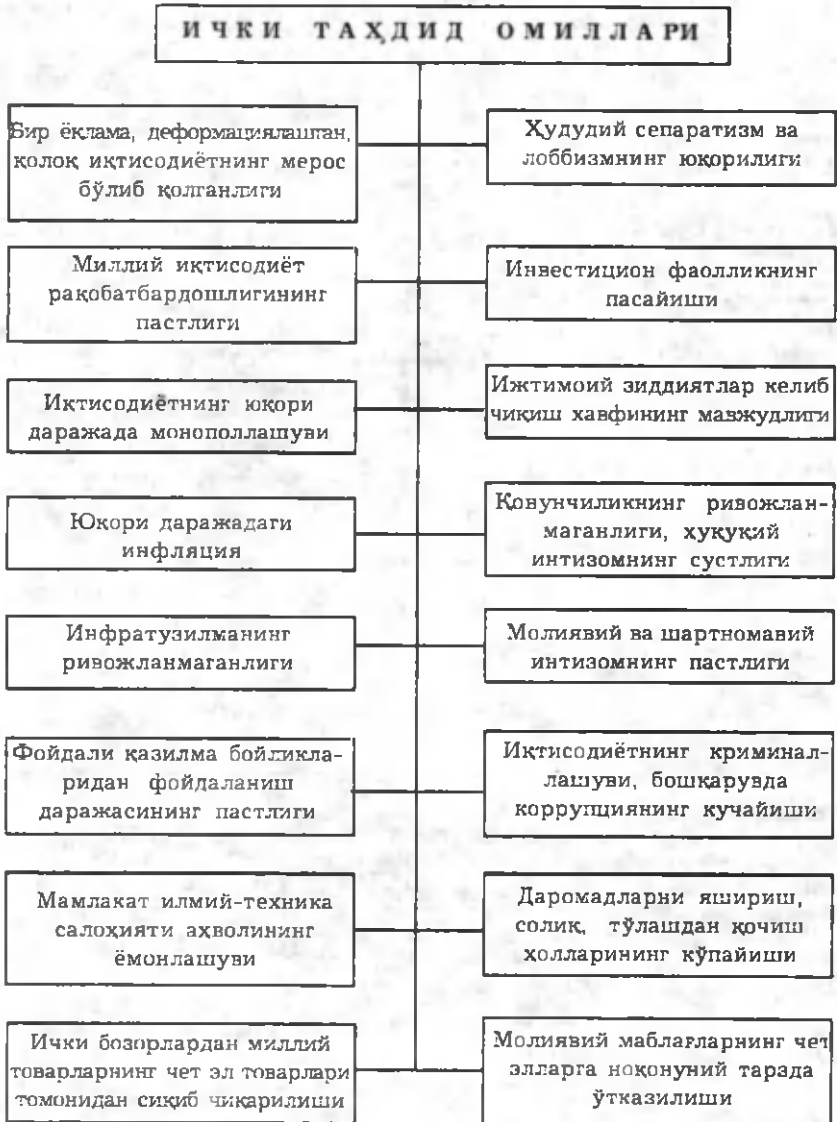 ИЧКИ ТАҲДИД ОМИЛЛАРИ
Бир ёқлама, деформациялашган,
қолоқ иқтисодиётнинг мерос
бўлиб қолганлиги
Ҳудудий сепаратизм ва
лоббизмнинг юқорилиги
Миллий иқтисодиёт
рақобатбардошлигининг
пастлиги
Инвестицион фаолликнинг
пасайиши
Иқтисодиётнинг юқори
даражада монополлашуви
Ижтимоий зиддиятлар келиб
чиқиш хавфининг мавжудлиги
Юқори даражадаги
инфляция
Қонунчиликнинг ривожлан-
маганлиги, ҳуқуқий
интизомнинг сустлиги
Инфратузилманинг
ривожланмаганлиги
Молиявий ва шартномавий
интизомнинг пастлиги
Фойдали қазилма бойликла-
ридан фойдаланиш
даражасининг пастлиги
Иқтисодиётнинг криминал-
лашуви, бошқарувда
коррупциянинг кучайиши
Мамлакат илмий-техника
салоҳияти аҳволининг
ёмонлашуви
Даромадларни яшириш,
солиқ, тўлашдан қочиш
ҳолларининг кўпайиши
Ички бозорлардан миллий
товарларнинг чет эл товарлари
томонидан сиқиб чиқарилиши
Молиявий маблағларнинг чет
элларга ноқонуний тарзда
ўтказилиши